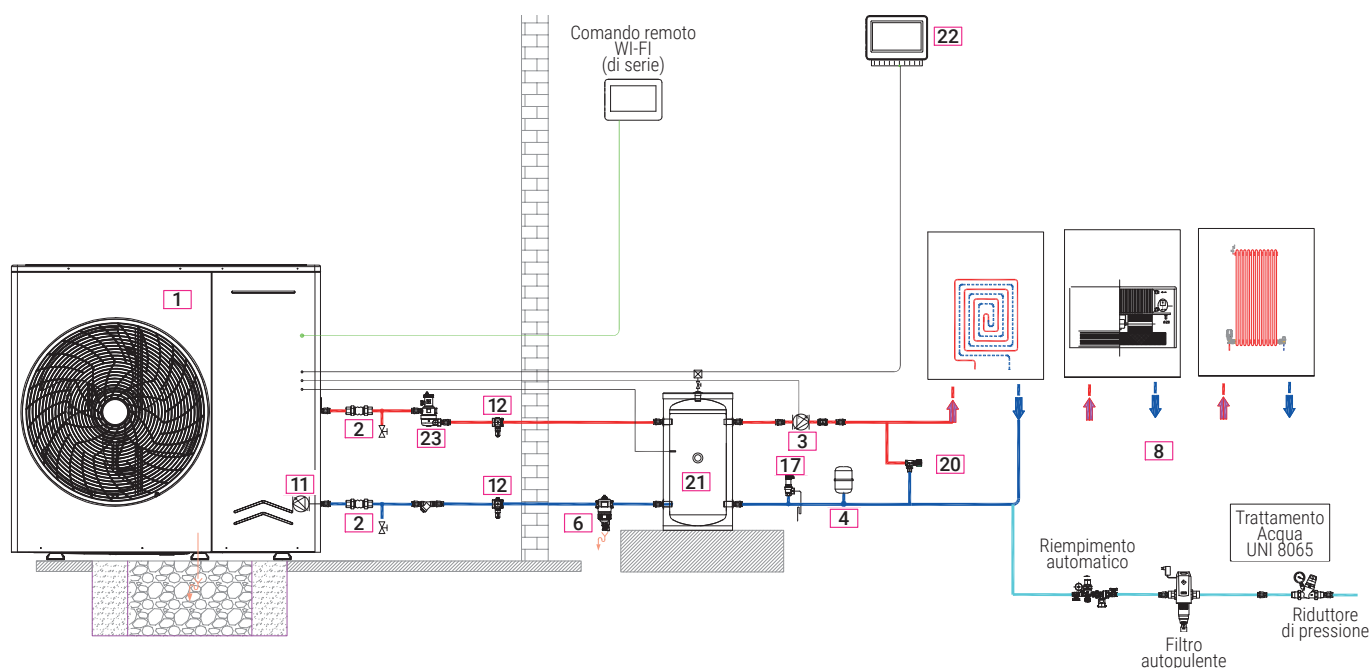 Comando remoto
WI-FI
(di serie)
22
1
12
2
23
3
20
8
17
21
11
12
2
6
4
Trattamento
Acqua
UNI 8065
Riempimento
automatico
Filtro
autopulente
Riduttore
di pressione